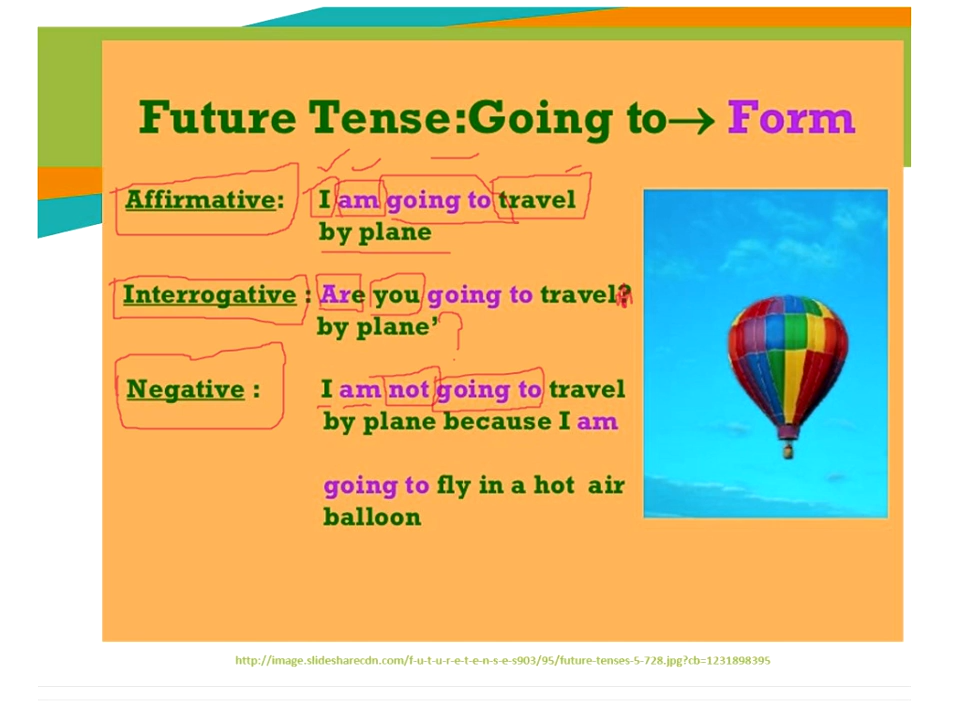 Future Tense:Going to→ Form
Affirmative: I am going to travel
by plane
Interrogative : Are you going to travel?
by plane’ ?
Negative : I am not going to travel
by plane because I am
going to fly in a hot air
balloon
http://image.slidesharecdn.com/f-u-t-u-r-e-t-e-n-s-e-s903/95/future-tenses-5-728.jpg?cb=1231898395